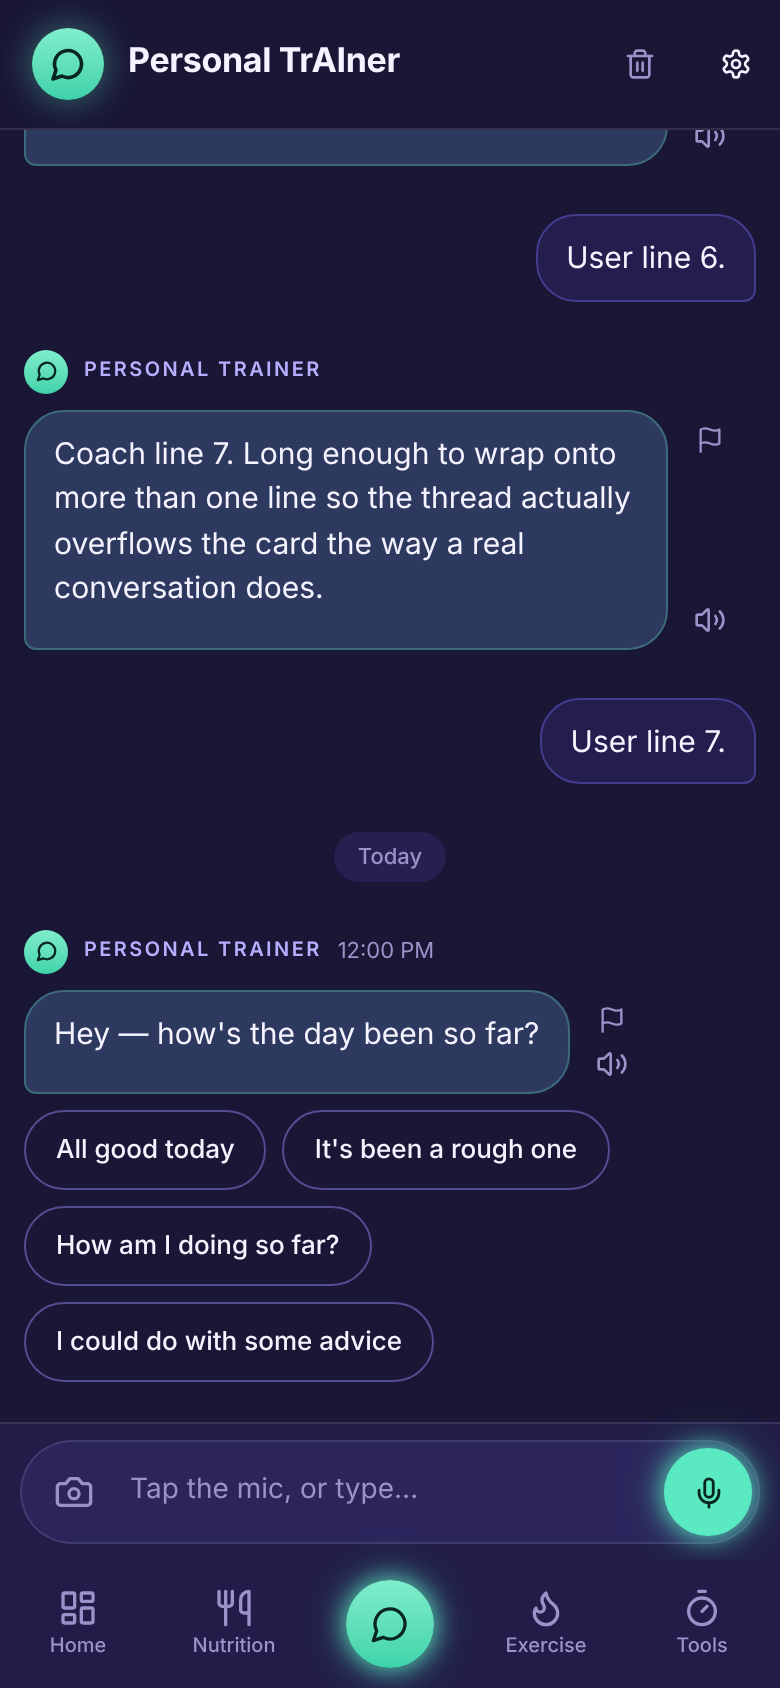 Personal TrAIner
User line 6.
PERSONAL TRAINER
Coach line 7. Long enough to wrap onto
more than one line so the thread actually
overflows the card the way a real
conversation does.
User line 7.
Today
PERSONAL TRAINER 12:00 PM
Hey — how's the day been so far?
All good today
It's been a rough one
How am I doing so far?
I could do with some advice
Tap the mic, or type...
Home
Nutrition
Exercise
Tools